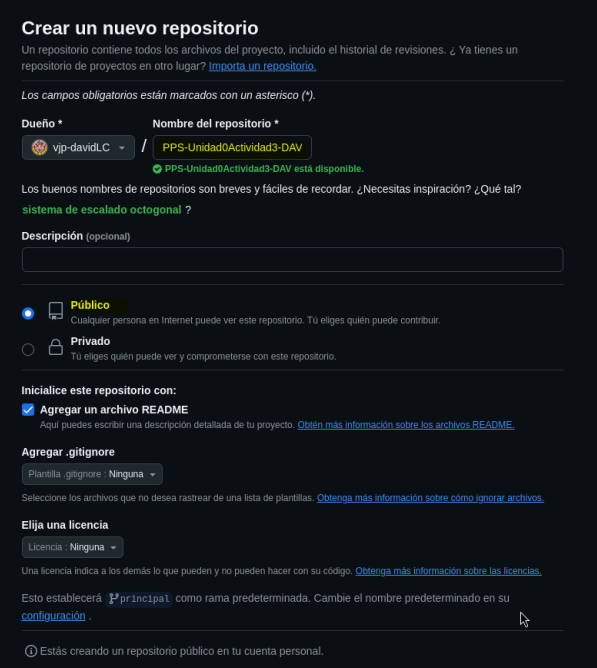 Crear un nuevo repositorio
Un repositorio contiene todos los archivos del proyecto, incluido el historial de revisiones. ¿ Ya tienes un
repositorio de proyectos en otro lugar? Importa un repositorio.
Los campos obligatorios están marcados con un asterisco (*).
Dueño * Nombre del repositorio *
vjp-davidLC / PPS-Unidad0Actividad3-DAV
PPS-Unidad0Actividad3-DAV está disponible.
Los buenos nombres de repositorios son breves y fáciles de recordar. ¿Necesitas inspiración? ¿Qué tal?
sistema de escalado octogonal ?
Descripción (opcional)
Público
Cualquier persona en Internet puede ver este repositorio. Tú eliges quién puede contribuir.
Privado
Tú eliges quién puede ver y comprometerse con este repositorio.
Inicialice este repositorio con:
Agregar un archivo README
Aquí puedes escribir una descripción detallada de tu proyecto. Obtén más información sobre los archivos README.
Agregar .gitignore
Plantilla .gitignore : Ninguna
Seleccione los archivos que no desea rastrear de una lista de plantillas. Obtenga más información sobre cómo ignorar archivos.
Elija una licencia
Licencia : Ninguna
Una licencia indica a los demás lo que pueden y no pueden hacer con su código. Obtenga más información sobre las licencias.
Esto establecerá principal como rama predeterminada. Cambie el nombre predeterminado en su
configuración .
Estás creando un repositorio público en tu cuenta personal.